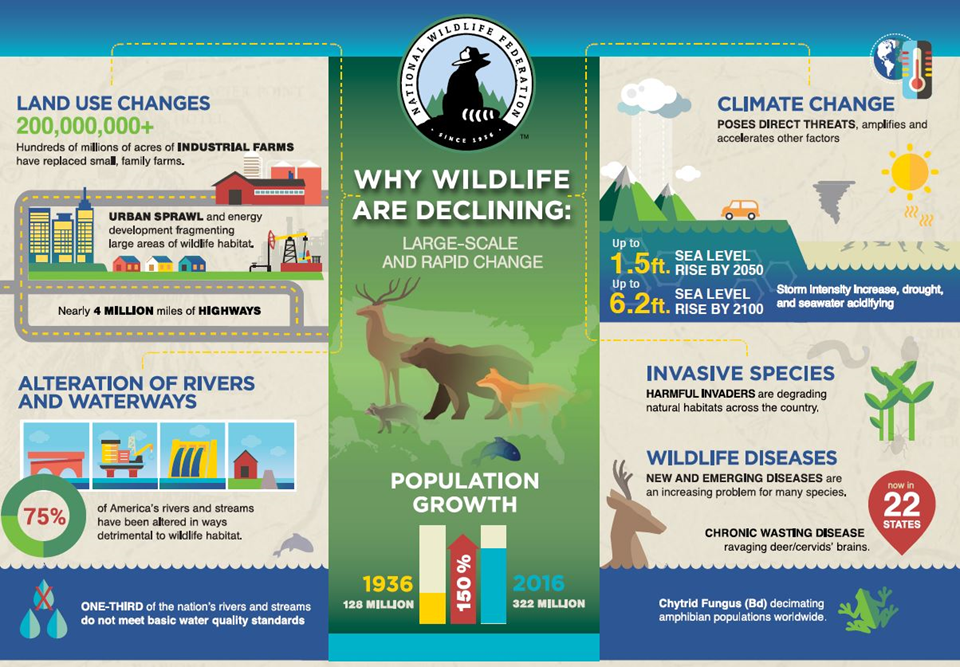 NATIONAL WILDLIFE FEDERATION
· SINCE 1936 ·
TM
WHY WILDLIFE
ARE DECLINING:
LARGE-SCALE
AND RAPID CHANGE
LAND USE CHANGES
200,000,000+
Hundreds of millions of acres of INDUSTRIAL FARMS
have replaced small, family farms.
URBAN SPRAWL and energy
development fragmenting
large areas of wildlife habitat.
Nearly 4 MILLION miles of HIGHWAYS
ALTERATION OF RIVERS
AND WATERWAYS
75%
of America's rivers and streams
have been altered in ways
detrimental to wildlife habitat.
ONE-THIRD of the nation's rivers and streams
do not meet basic water quality standards
POPULATION
GROWTH
1936
128 MILLION
150 %
2016
322 MILLION
CLIMATE CHANGE
POSES DIRECT THREATS, amplifies and
accelerates other factors
Up to
1.5ft. SEA LEVEL
RISE BY 2050
Up to
6.2ft. SEA LEVEL
RISE BY 2100
Storm intensity increase, drought,
and seawater acidifying
INVASIVE SPECIES
HARMFUL INVADERS are degrading
natural habitats across the country.
WILDLIFE DISEASES
NEW AND EMERGING DISEASES are
an increasing problem for many species.
now in
22
STATES
CHRONIC WASTING DISEASE
ravaging deer/cervids' brains.
Chytrid Fungus (Bd) decimating
amphibian populations worldwide.